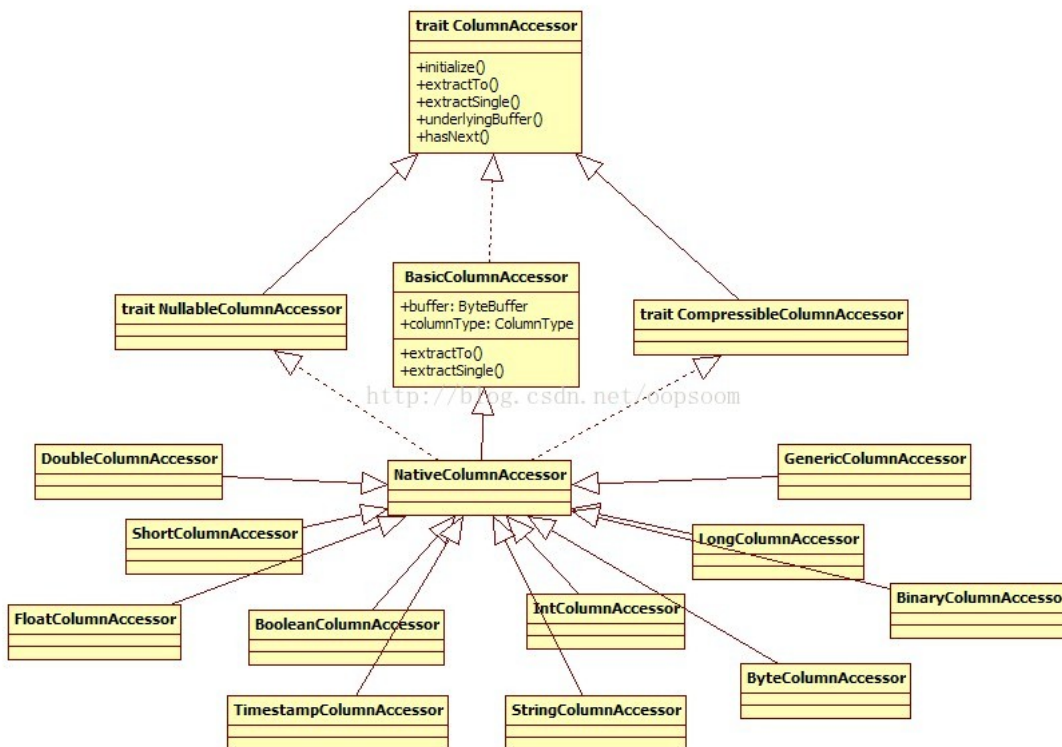 trait ColumnAccessor
+initialize()
+extractTo()
+extractSingle()
+underlyingBuffer()
+hasNext()
trait NullableColumnAccessor
BasicColumnAccessor
+buffer: ByteBuffer
+columnType: ColumnType
+extractTo()
+extractSingle()
trait CompressibleColumnAccessor
http://blog.csdn.net/oopsoom
DoubleColumnAccessor
NativeColumnAccessor
GenericColumnAccessor
ShortColumnAccessor
LongColumnAccessor
FloatColumnAccessor
BooleanColumnAccessor
IntColumnAccessor
BinaryColumnAccesso
ByteColumnAccessor
TimestampColumnAccessor
StringColumnAccessor